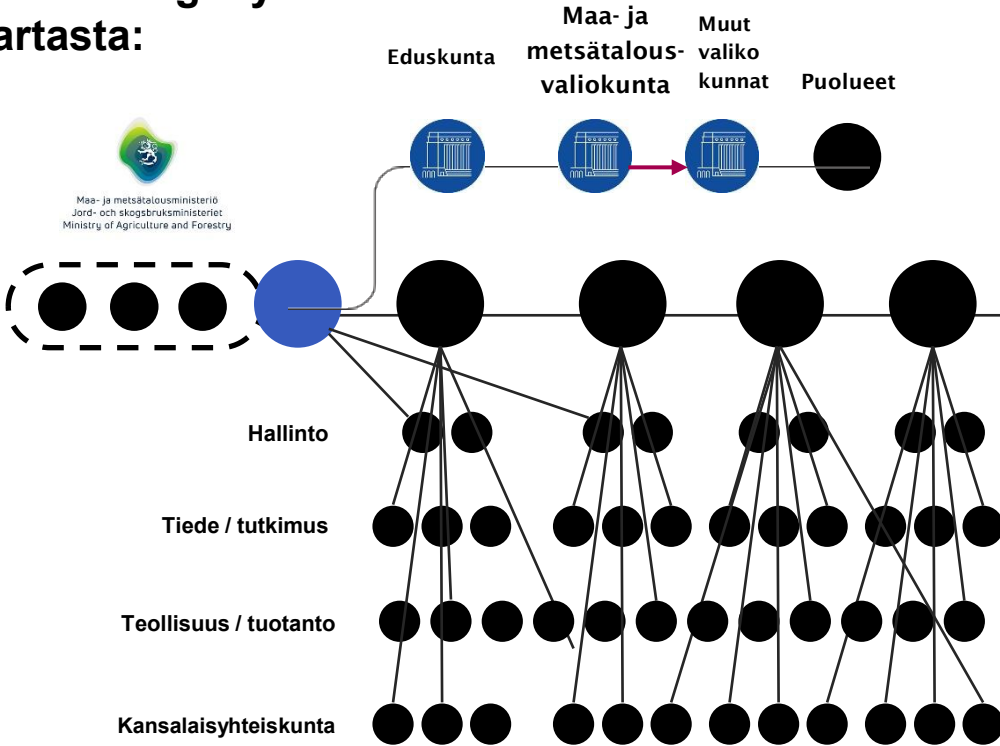 artasta:
Eduskunta
Maa- ja
metsätalous-
valiokunta
Muut
valiko
kunnat
Puolueet
Maa- ja metsätalousministeriö
Jord- och skogsbruksministeriet
Ministry of Agriculture and Forestry
Hallinto
Tiede / tutkimus
Teollisuus / tuotanto
Kansalaisyhteiskunta